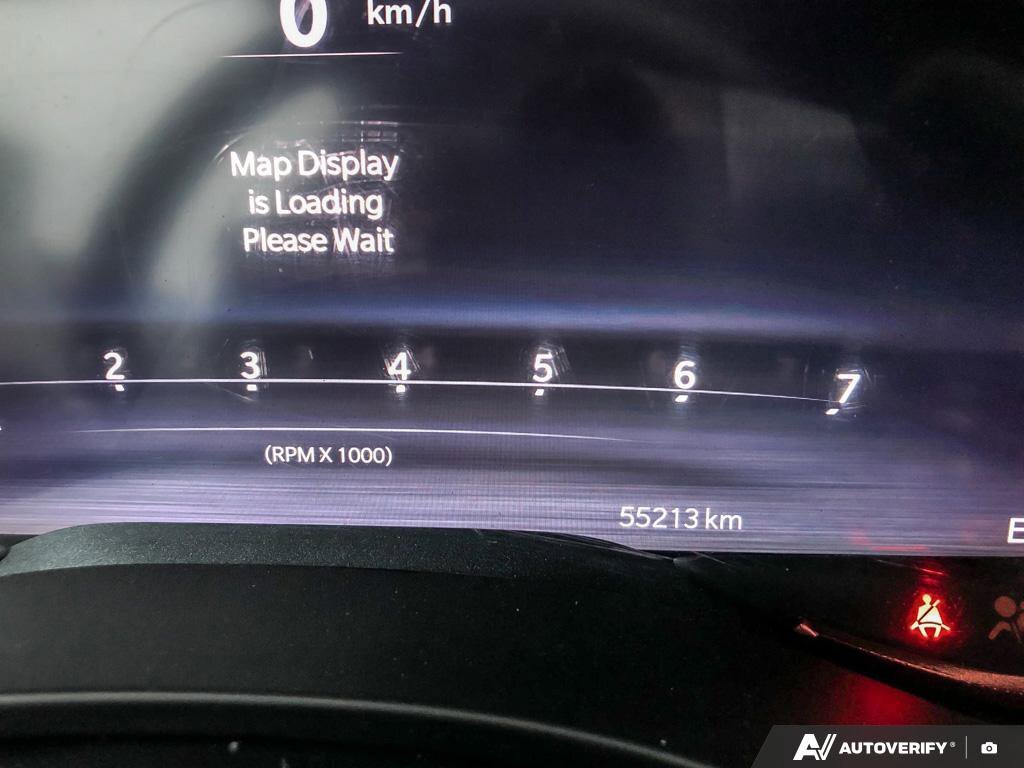 0 km/h
Map Display
is Loading
Please Wait
2 3 4 5 6 7
(RPM X 1000)
55213 km
E
AUTOVERIFY®